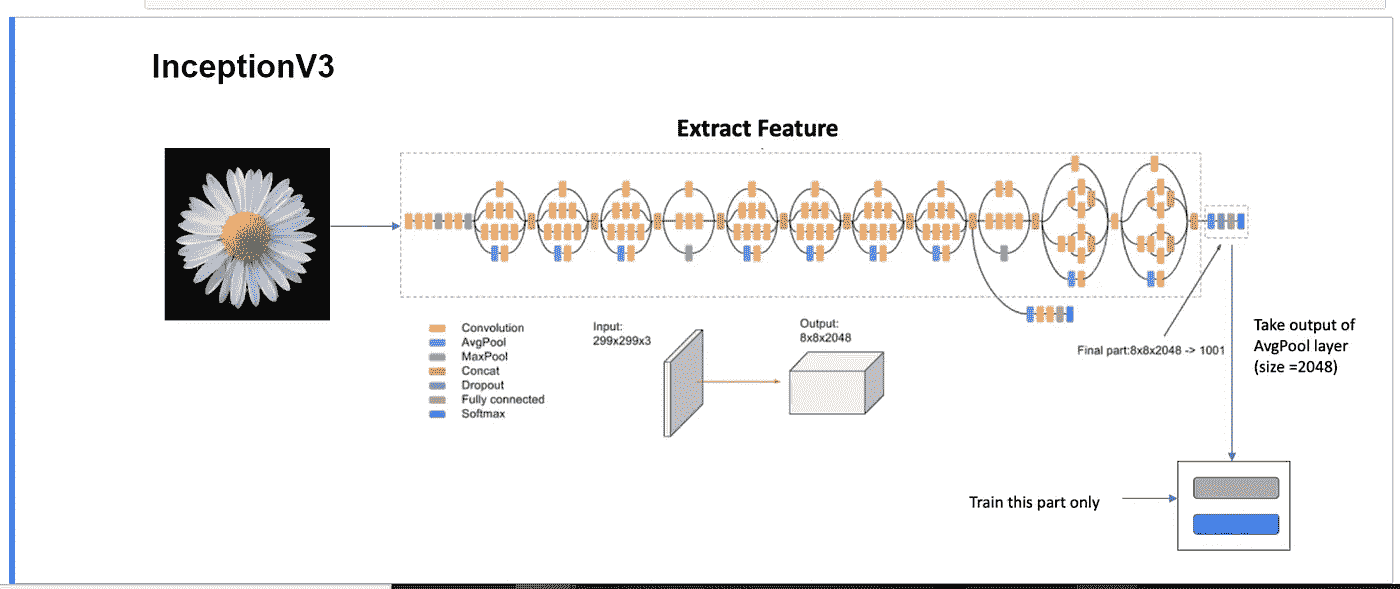 InceptionV3
Extract Feature
Convolution
AvgPool
MaxPool
Concat
Dropout
Fully connected
Softmax
Input:
299x299x3
Output:
8x8x2048
Final part:8x8x2048 -> 1001
Take output of
AvgPool layer
(size =2048)
Train this part only